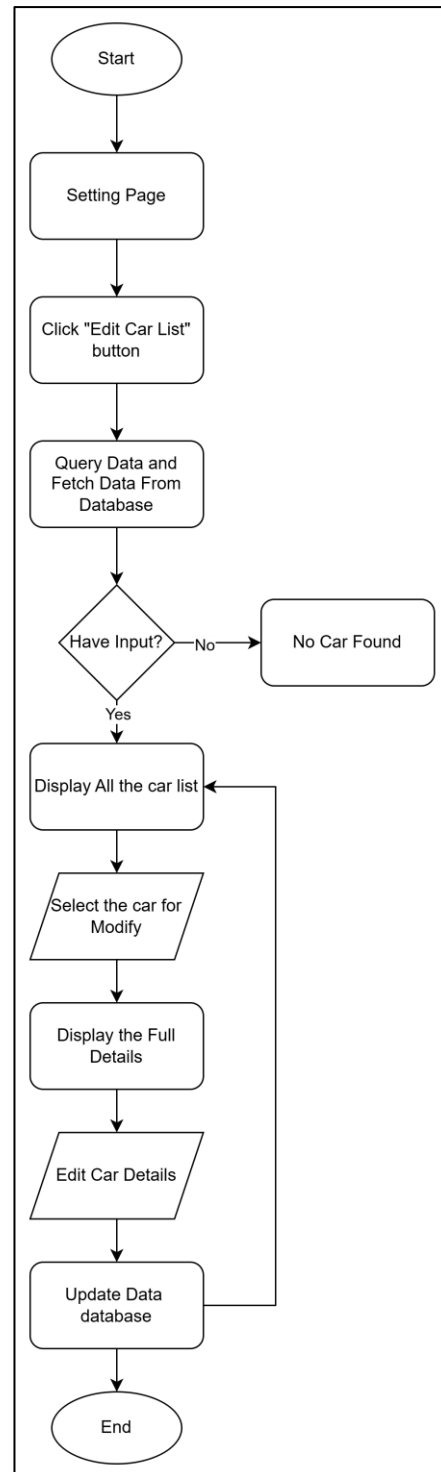 Start
Setting Page
Click "Edit Car List"
button
Query Data and
Fetch Data From
Database
Have Input?
No
No Car Found
Yes
Display All the car list
Select the car for
Modify
Display the Full
Details
Edit Car Details
Update Data
database
End